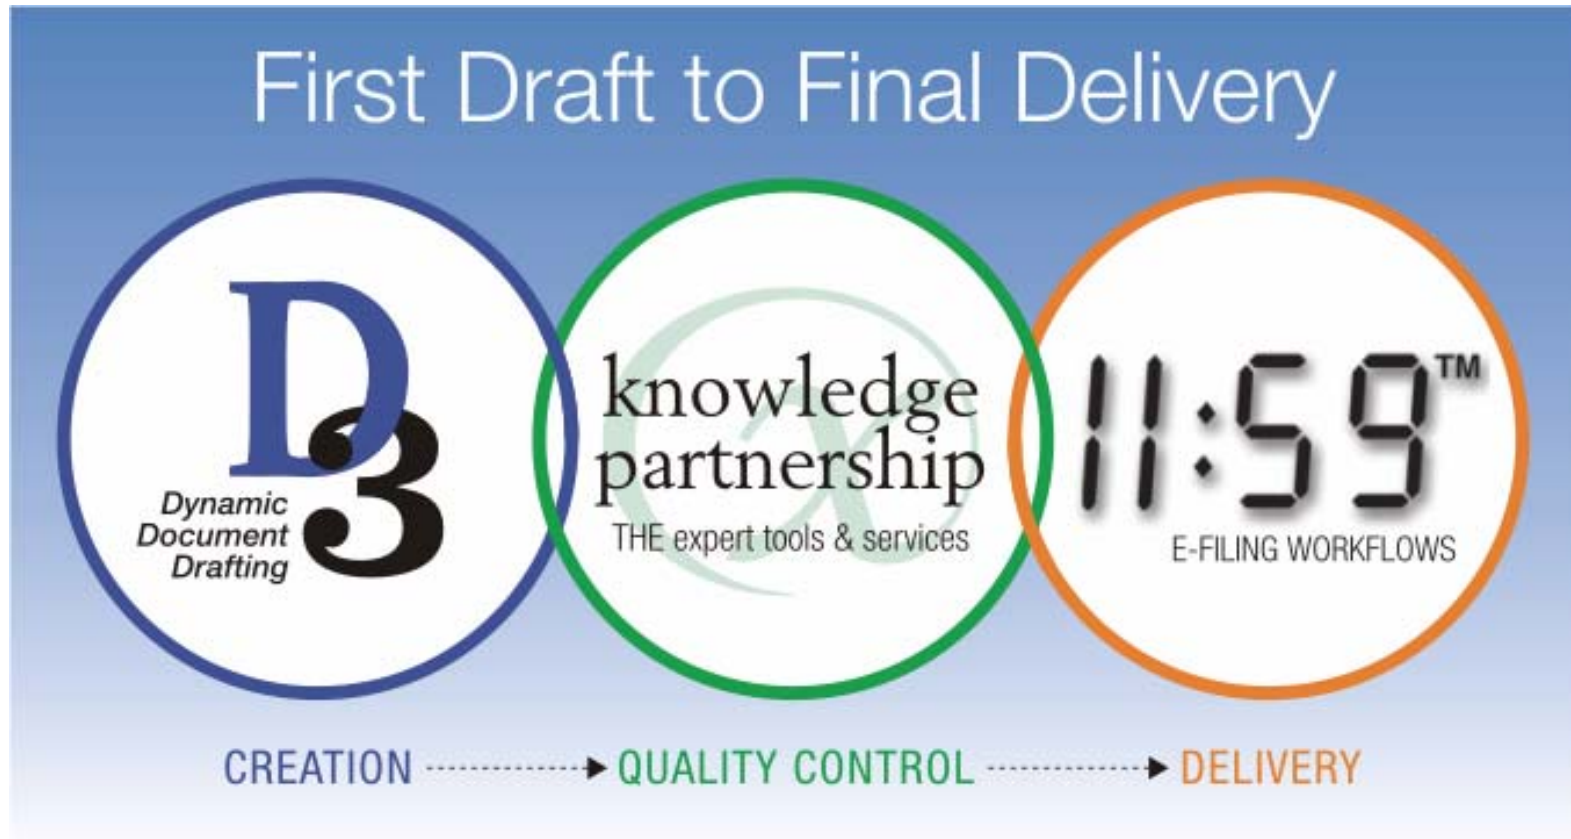 First Draft to Final Delivery
D3
Dynamic
Document
Drafting
knowledge
partnership
THE expert tools & services
11:59™
E-FILING WORKFLOWS
CREATION
QUALITY CONTROL
DELIVERY